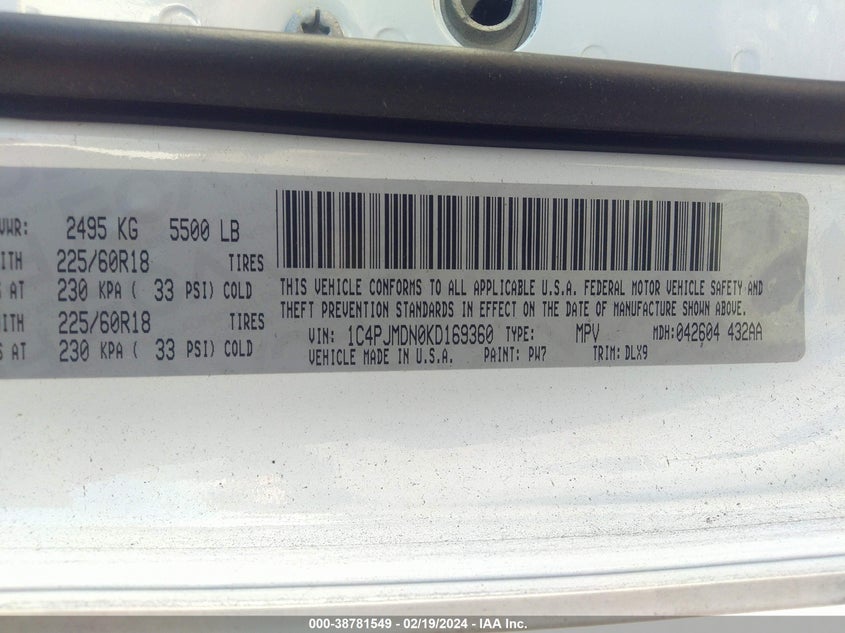 VWR: 2495 KG 5500 LB
ITH 225/60R18 TIRES
S AT 230 KPA ( 33 PSI) COLD
ITH 225/60R18 TIRES
S AT 230 KPA ( 33 PSI) COLD
THIS VEHICLE CONFORMS TO ALL APPLICABLE U.S.A. FEDERAL MOTOR VEHICLE SAFETY AND
THEFT PREVENTION STANDARDS IN EFFECT ON THE DATE OF MANUFACTURE SHOWN ABOVE.
VIN: 1C4PJMDN0KD169360 TYPE: MPV MDH:042604 432AA
VEHICLE MADE IN U.S.A. PAINT: PW7 TRIM: DLX9
000-38781549 - 02/19/2024 - IAA Inc.